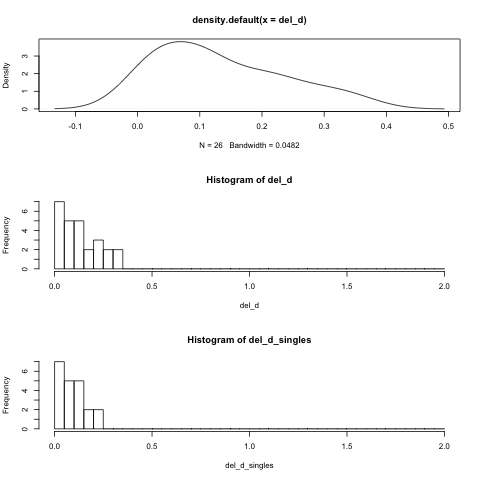 density.default(x = del_d)
Density
0 1 2 3
-0.1 0.0 0.1 0.2 0.3 0.4 0.5
N = 26 Bandwidth = 0.0482
Histogram of del_d
Frequency
0 2 4 6
0.0 0.5 1.0 1.5 2.0
del_d
Histogram of del_d_singles
Frequency
0 2 4 6
0.0 0.5 1.0 1.5 2.0
del_d_singles